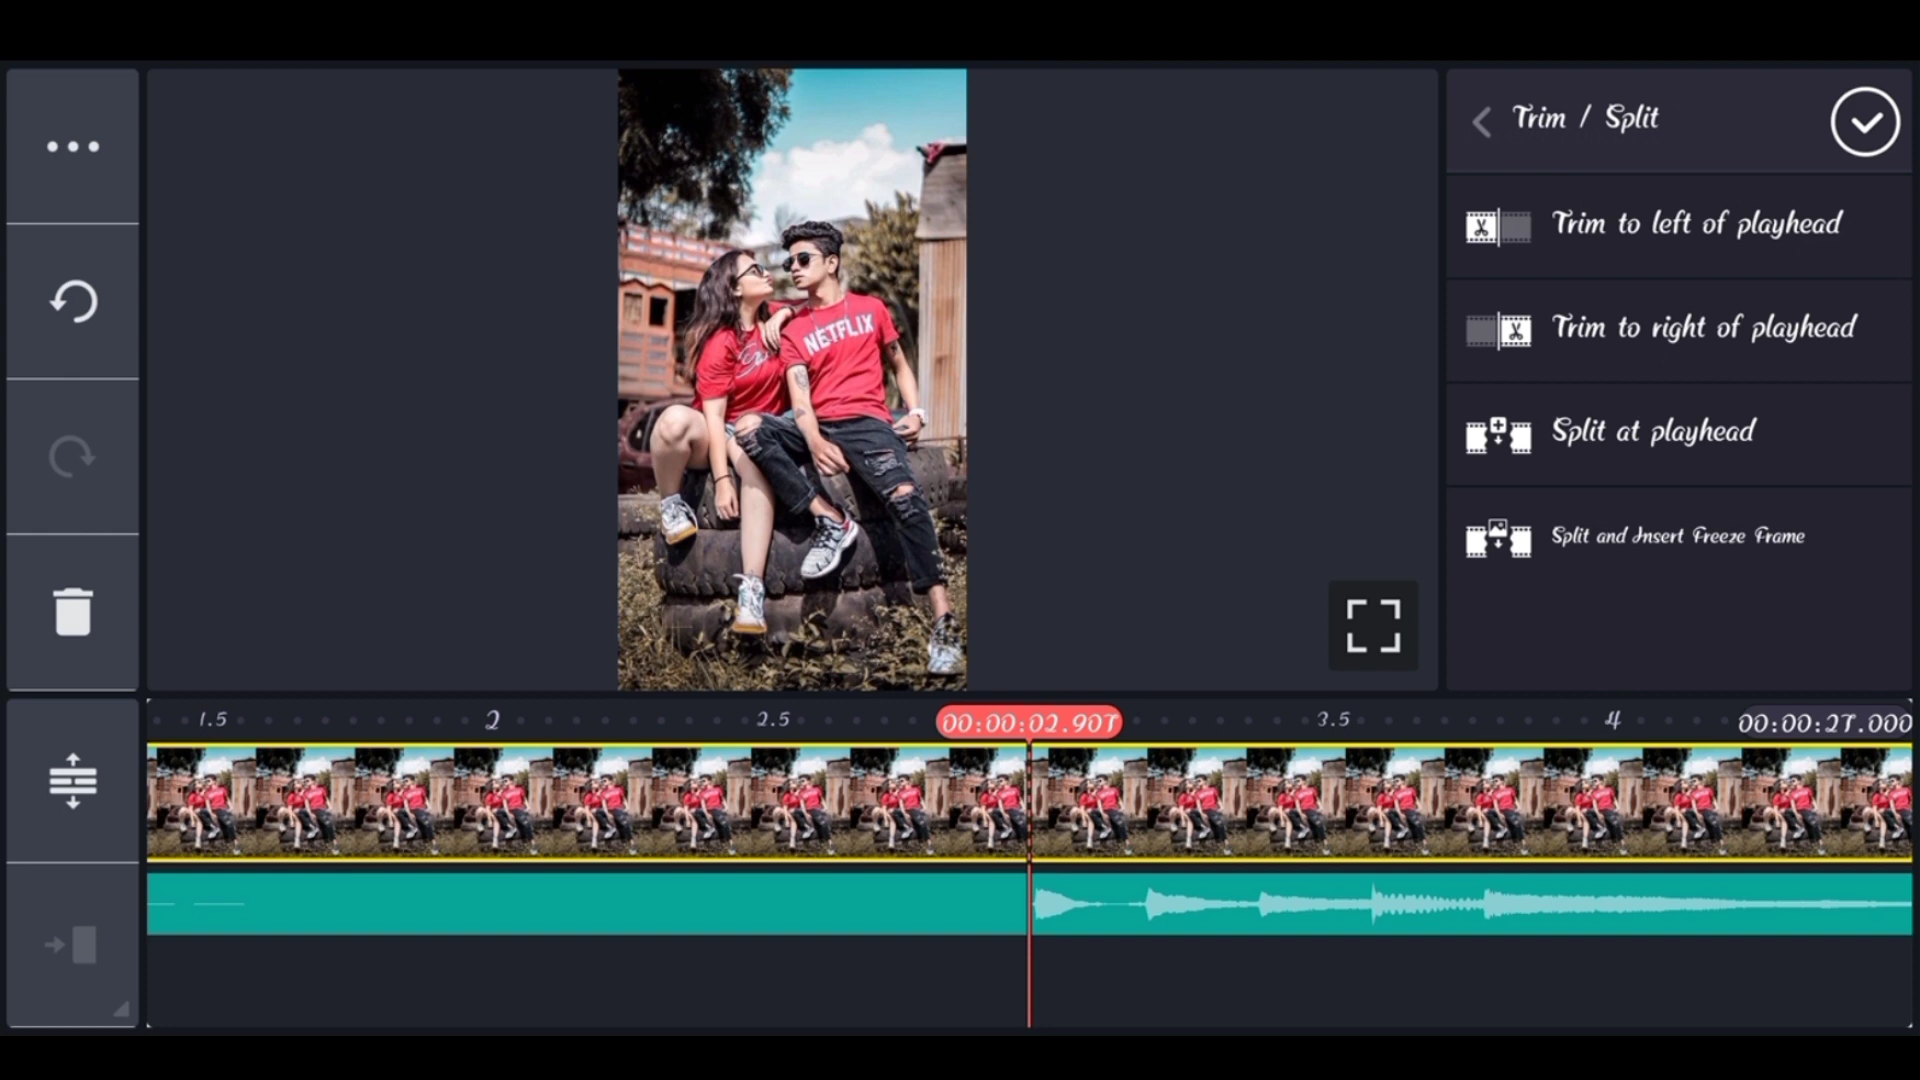 Trim / Split
Trim to left of playhead
Trim to right of playhead
Split at playhead
Split and Insert Freeze Frame
NETFLIX
1.5 2 2.5 00:00:02.907 3.5 4 00:00:27.000